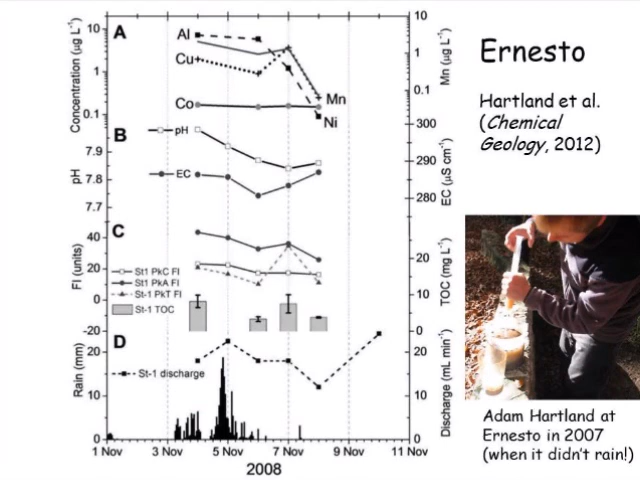 Ernesto
Hartland et al.
(Chemical
Geology, 2012)
A
Concentration (µg L⁻¹)
10
1
0.1
Al
Cu
Co
Mn
Ni
Mn (µg L⁻¹)
10
1
0.1
B
pH
7.9
7.8
7.7
pH
EC
EC (µS cm⁻¹)
300
290
280
C
FI (units)
40
20
0
-20
St1 PkC FI
St1 PkA FI
St-1 PkT FI
St-1 TOC
TOC (mg L⁻¹)
20
10
0
D
Rain (mm)
20
10
0
St-1 discharge
Discharge (mL min⁻¹)
20
10
0
1 Nov 3 Nov 5 Nov 7 Nov 9 Nov 11 Nov
2008
Adam Hartland at
Ernesto in 2007
(when it didn't rain!)